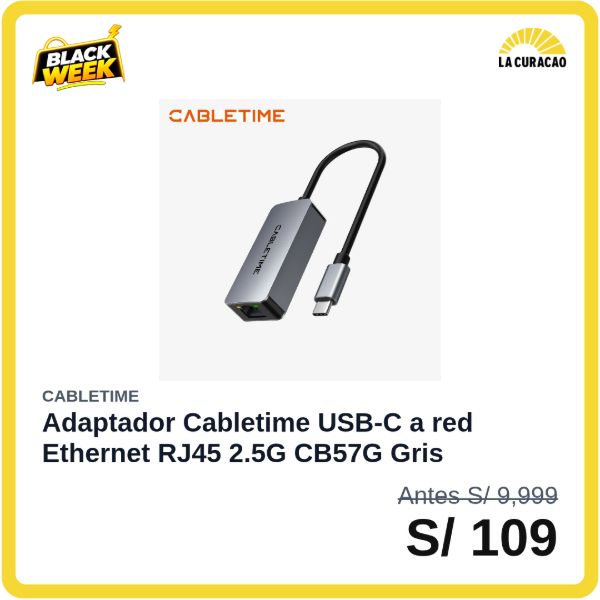 BLACK
WEEK
LA CURACAO
CABLETIME
CABLETIME
CABLETIME
Adaptador Cabletime USB-C a red
Ethernet RJ45 2.5G CB57G Gris
Antes S/ 9,999
S/ 109